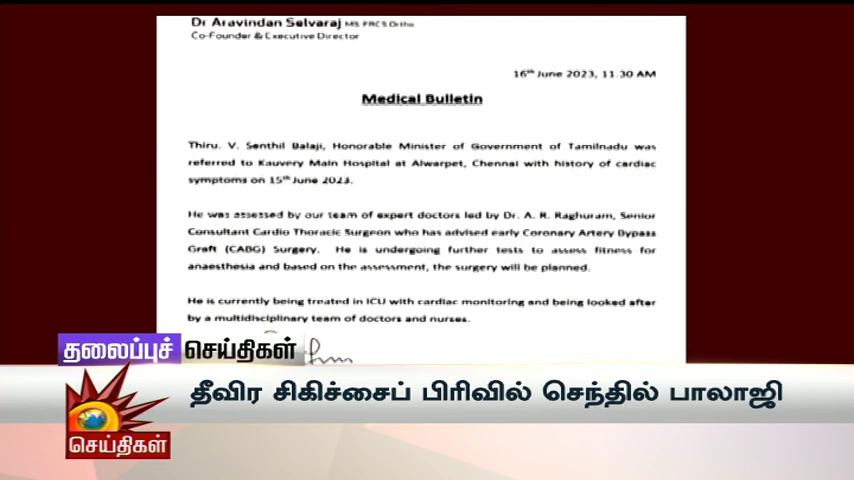 Dr Aravindan Selvaraj MS FRCS Ortho
Co-Founder & Executive Director
16th June 2023, 11.30 AM
Medical Bulletin
Thiru. V. Senthil Balaji, Honorable Minister of Government of Tamilnadu was
referred to Kauvery Main Hospital at Alwarpet, Chennai with history of cardiac
symptoms on 15th June 2023.
He was assessed by our team of expert doctors led by Dr. A. R. Raghuram, Senior
Consultant Cardio Thoracic Surgeon who has advised early Coronary Artery Bypass
Graft (CABG) Surgery. He is undergoing further tests to assess fitness for
anaesthesia and based on the assessment, the surgery will be planned.
He is currently being treated in ICU with cardiac monitoring and being looked after
by a multidisciplinary team of doctors and nurses.
தலைப்புச் செய்திகள்
தீவிர சிகிச்சைப் பிரிவில் செந்தில் பாலாஜி
செய்திகள்